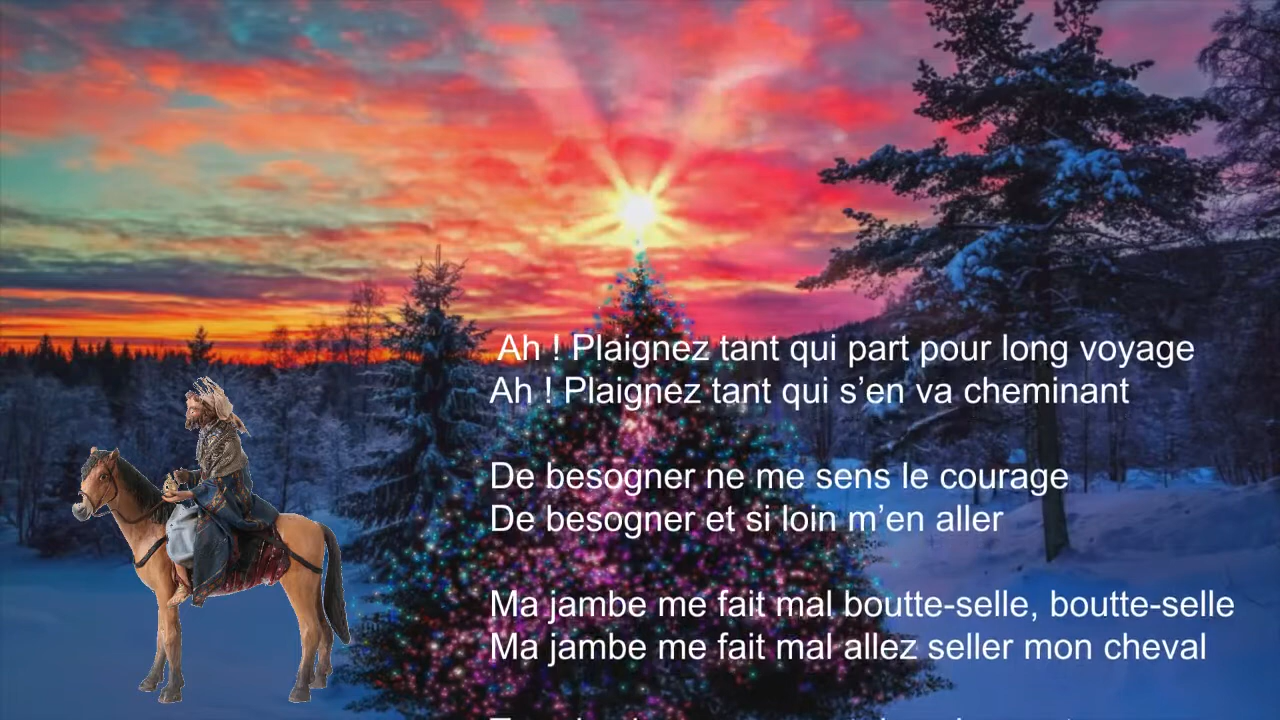 Ah ! Plaignez tant qui part pour long voyage
Ah ! Plaignez tant qui s’en va cheminant
De besogner ne me sens le courage
De besogner et si loin m’en aller
Ma jambe me fait mal boutte-selle, boutte-selle
Ma jambe me fait mal allez seller mon cheval